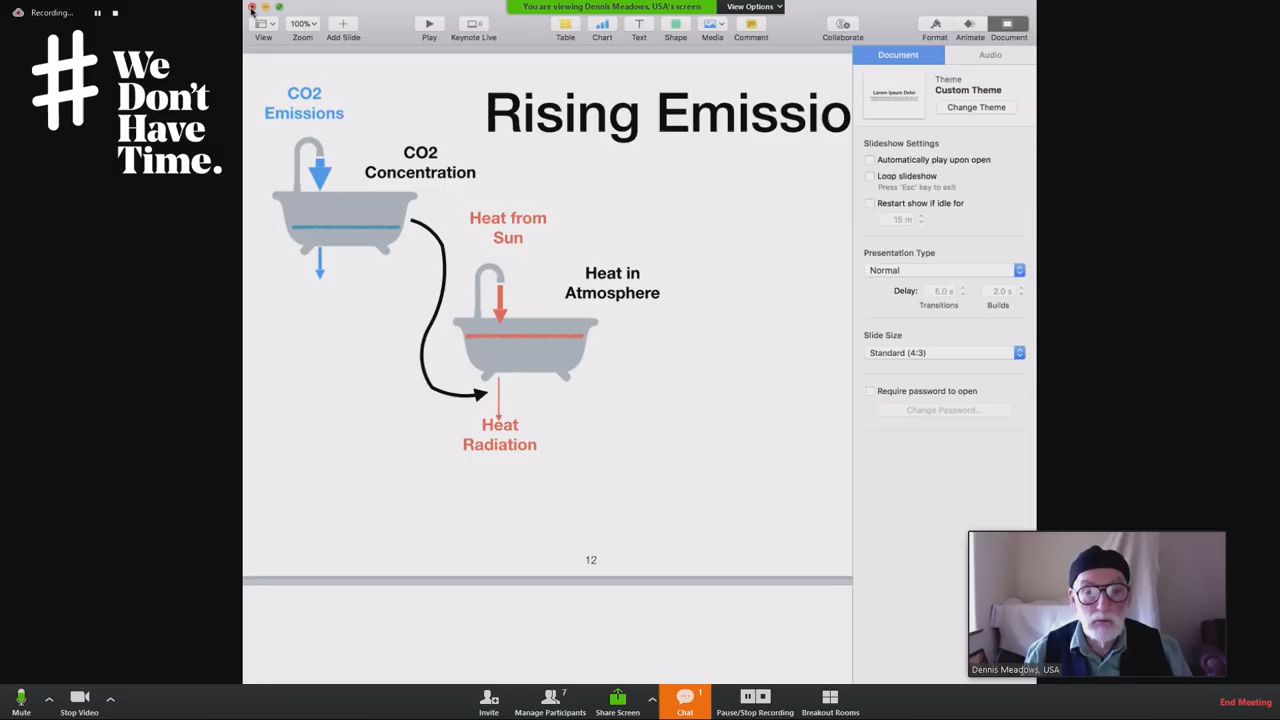 Recording...
You are viewing Dennis Meadows, USA's screen
View Options
#We
Don't
Have
Time.
View
100%
Zoom
Add Slide
Play
Keynote Live
Table
Chart
Text
Shape
Media
Comment
Collaborate
Format
Animate
Document
Document
Audio
CO2
Emissions
Rising Emissio
CO2
Concentration
Heat from
Sun
Heat in
Atmosphere
Heat
Radiation
12
Lorem Ipsum Dolor
Theme
Custom Theme
Change Theme
Slideshow Settings
Automatically play upon open
Loop slideshow
Press 'Esc' key to exit
Restart show if idle for
15 m
Presentation Type
Normal
Delay:
5.0 s
2.0 s
Transitions
Builds
Slide Size
Standard (4:3)
Require password to open
Change Password...
Dennis Meadows, USA
Mute
Stop Video
Invite
7
Manage Participants
Share Screen
1
Chat
Pause/Stop Recording
Breakout Rooms
End Meeting